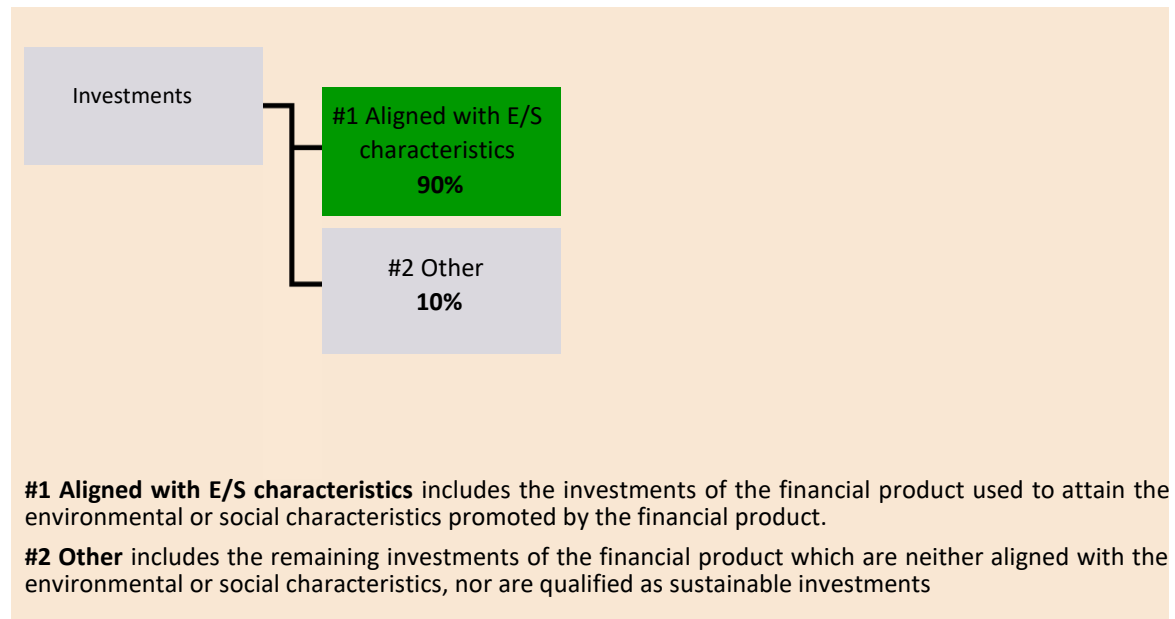 Investments
#1 Aligned with E/S
characteristics
90%
#2 Other
10%
#1 Aligned with E/S characteristics includes the investments of the financial product used to attain the
environmental or social characteristics promoted by the financial product.
#2 Other includes the remaining investments of the financial product which are neither aligned with the
environmental or social characteristics, nor are qualified as sustainable investments